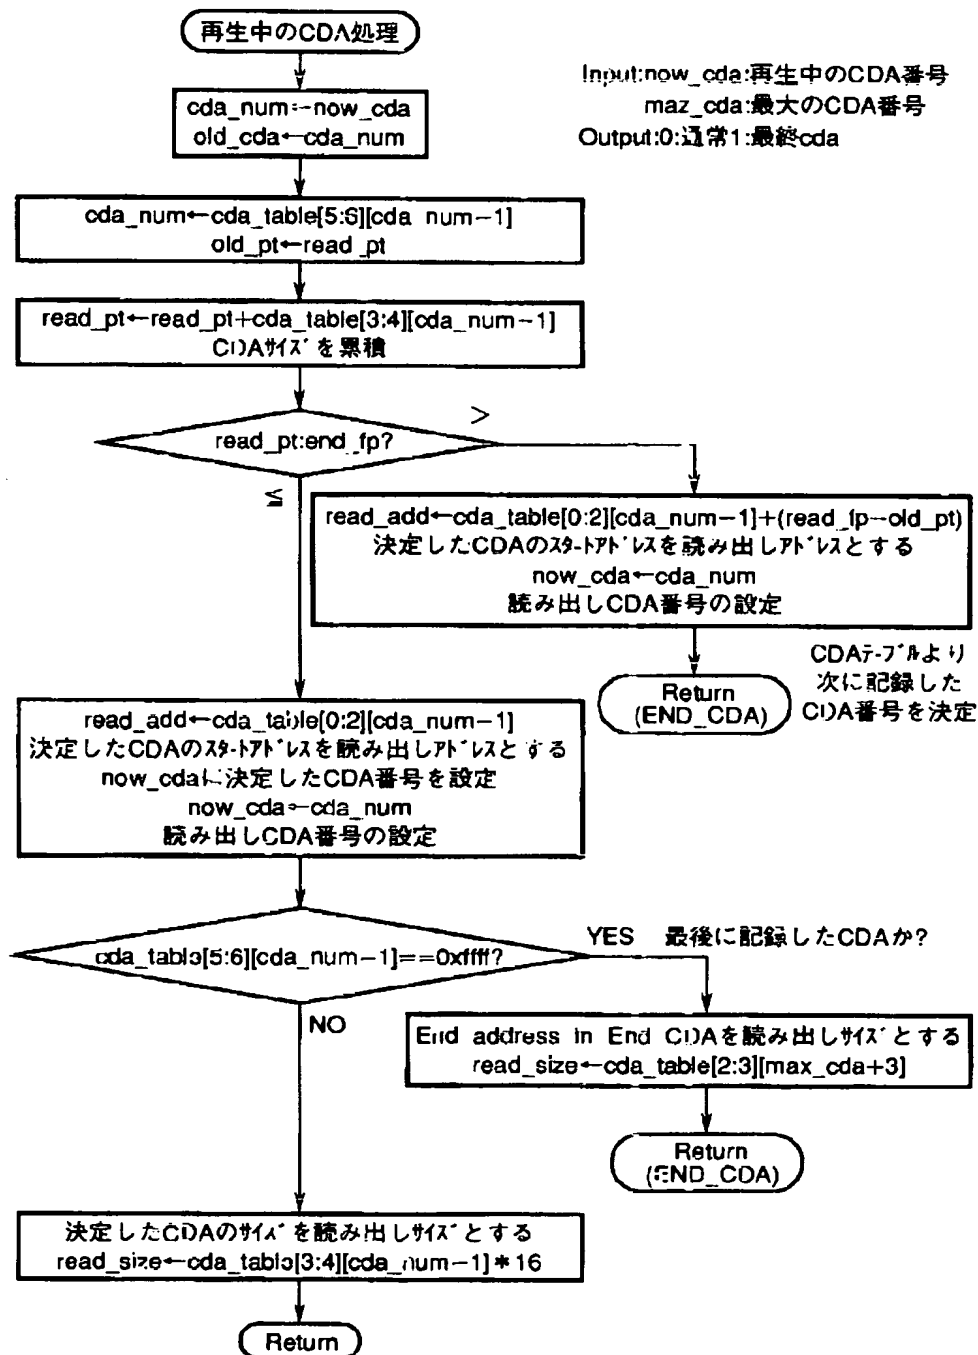 再生中のCDA処理
Input:now_cda:再生中のCDA番号
maz_cda:最大のCDA番号
Output:0:通常1:最終cda
cda_num←now_cda
old_cda←cda_num
cda_num←cda_table[5:6][cda_num−1]
old_pt←read_pt
read_pt←read_pt+cda_table[3:4][cda_num−1]
CDAサイズを累積
>
read_pt:end_fp?
≦
read_add←cda_table[0:2][cda_num−1]+(read_fp−old_pt)
決定したCDAのスタートアドレスを読み出しアドレスとする
now_cda←cda_num
読み出しCDA番号の設定
CDAテーブルより
次に記録した
CDA番号を決定
Return
(END_CDA)
read_add←cda_table[0:2][cda_num−1]
決定したCDAのスタートアドレスを読み出しアドレスとする
now_cdaに決定したCDA番号を設定
now_cda←cda_num
読み出しCDA番号の設定
cda_table[5:6][cda_num−1]==0xffff?
YES 最後に記録したCDAか?
NO
End address in End CDAを読み出しサイズとする
read_size←cda_table[2:3][max_cda+3]
Return
(END_CDA)
決定したCDAのサイズを読み出しサイズとする
read_size←cda_table[3:4][cda_num−1]*16
Return